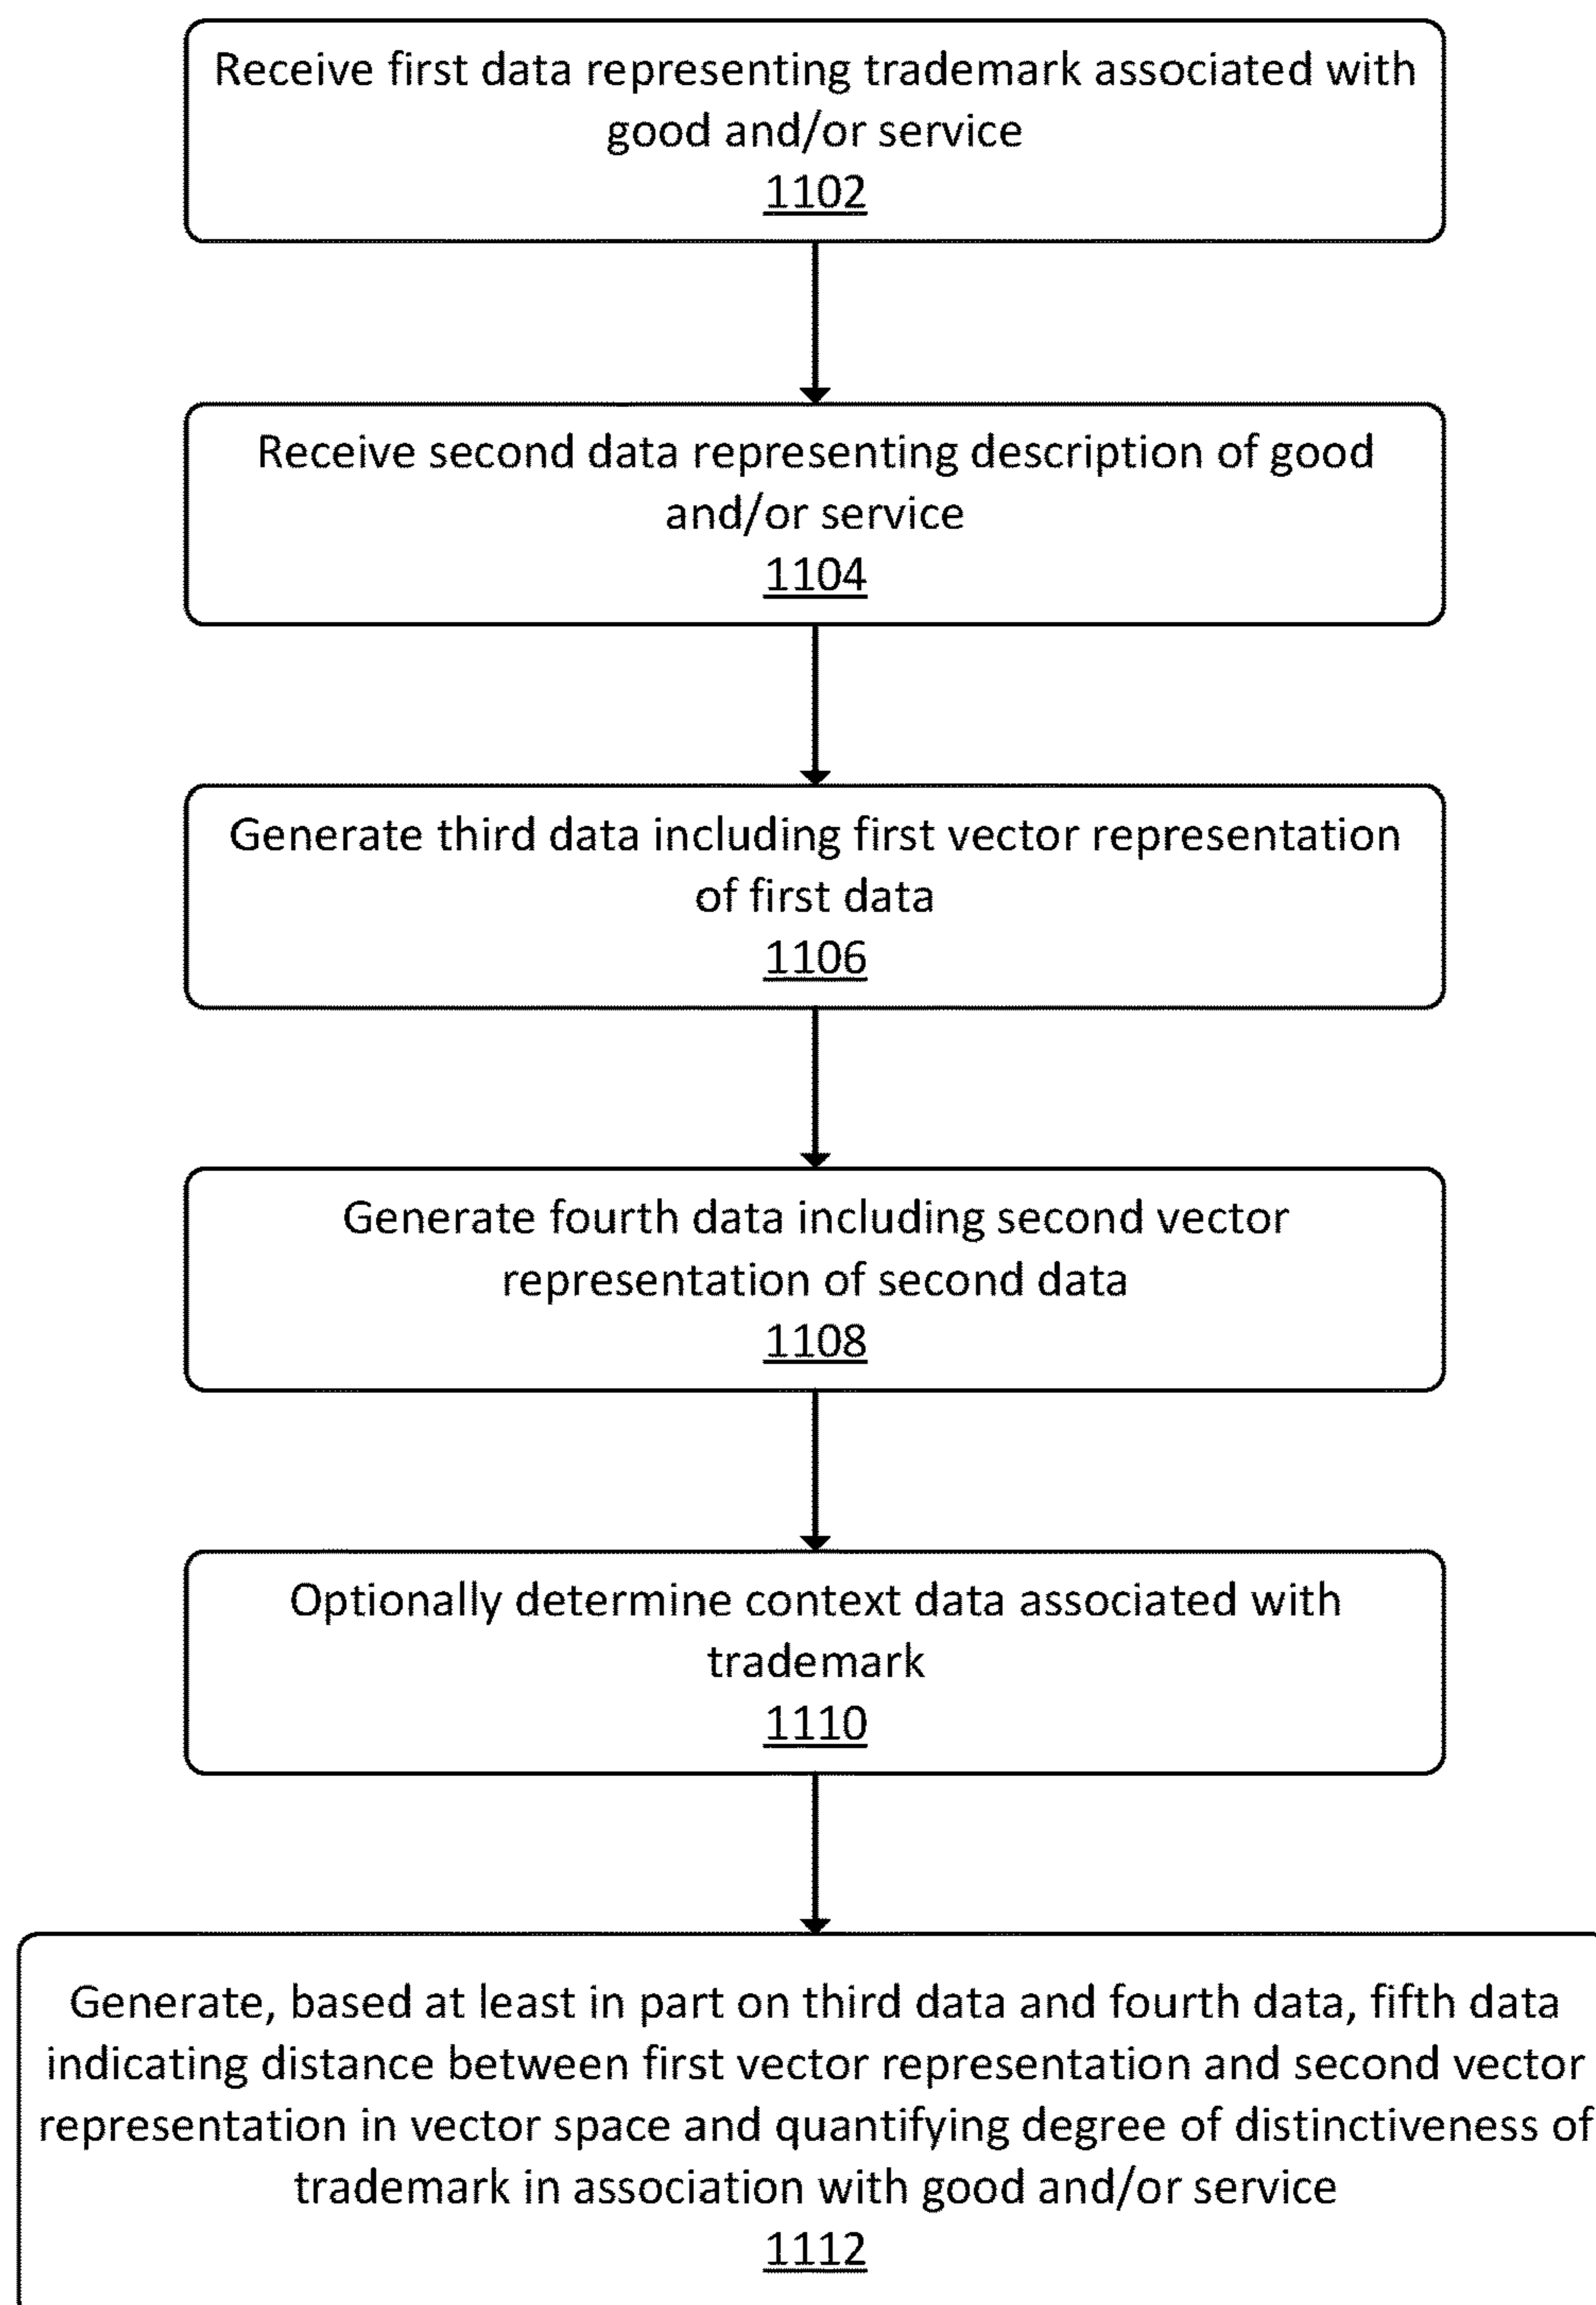 Receive first data representing trademark associated with
good and/or service
1102
Receive second data representing description of good
and/or service
1104
Generate third data including first vector representation
of first data
1106
Generate fourth data including second vector
representation of second data
1108
Optionally determine context data associated with
trademark
1110
Generate, based at least in part on third data and fourth data, fifth data
indicating distance between first vector representation and second vector
representation in vector space and quantifying degree of distinctiveness of
trademark in association with good and/or service
1112